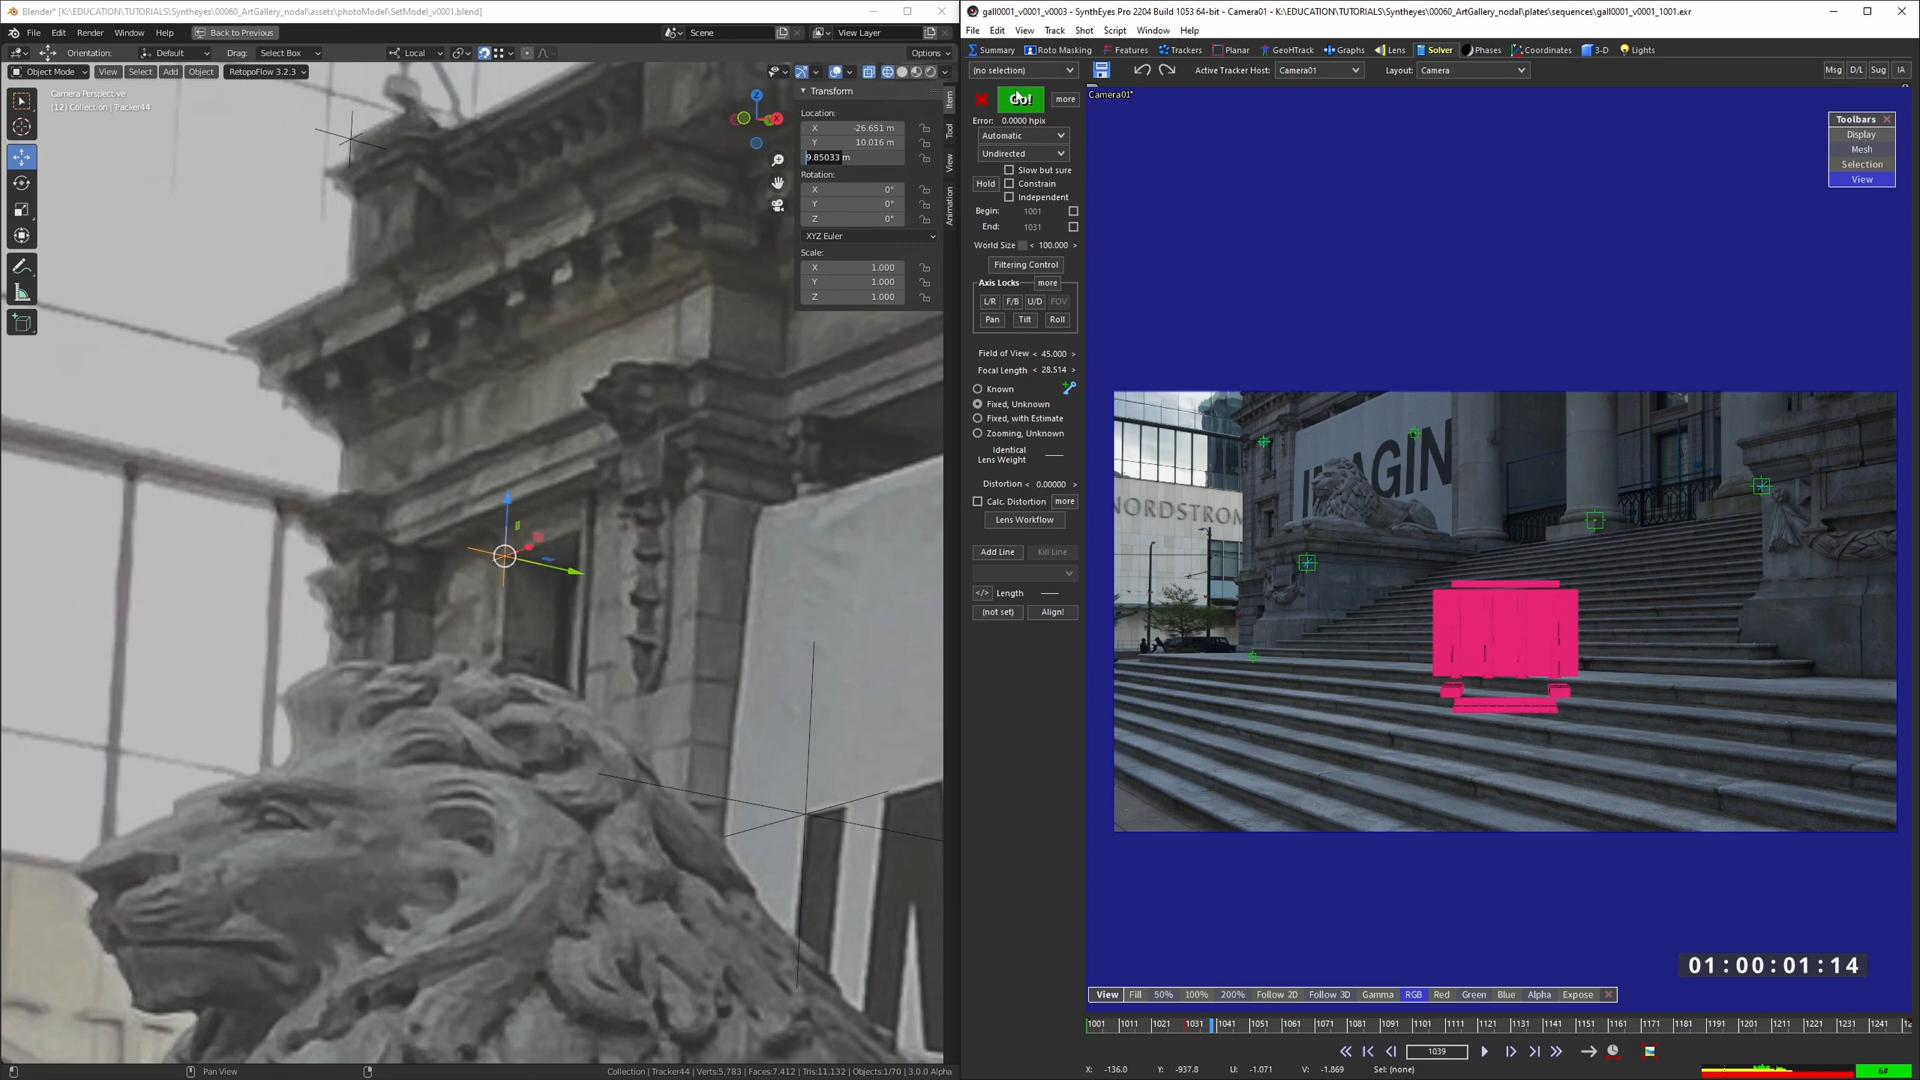 Blender* [K:\EDUCATION\TUTORIALS\Syntheyes\00060_ArtGallery_nodal\assets\photoModel\SetModel_v0001.blend]
File Edit Render Window Help Back to Previous
Scene View Layer
Orientation: Default Drag: Select Box Local Options
Object Mode View Select Add Object RetopoFlow 3.2.3
Camera Perspective
(12) Collection | Tracker44
Transform
Location:
X -26.651 m
Y 10.016 m
9.85033 m
Rotation:
X 0°
Y 0°
Z 0°
XYZ Euler
Scale:
X 1.000
Y 1.000
Z 1.000
Item
Tool
View
Animation
Pan View
Collection | Tracker44 | Verts:5,783 | Faces:7,412 | Tris:11,132 | Objects:1/70 | 3.0.0 Alpha
gall0001_v0001_v0003 - SynthEyes Pro 2204 Build 1053 64-bit - Camera01 - K:\EDUCATION\TUTORIALS\Syntheyes\00060_ArtGallery_nodal\plates\sequences\gall0001_v0001_1001.exr
File Edit View Track Shot Script Window Help
Summary Roto Masking Features Trackers Planar GeoHTrack Graphs Lens Solver Phases Coordinates 3-D Lights
(no selection) Active Tracker Host: Camera01 Layout: Camera Msg D/L Sug IA
Go! more
Error: 0.0000 hpix
Automatic
Undirected
Slow but sure
Hold Constrain
Independent
Begin: 1001
End: 1031
World Size < 100.000 >
Filtering Control
Axis Locks more
L/R F/B U/D FOV
Pan Tilt Roll
Field of View < 45.000 >
Focal Length < 28.514 >
Known
Fixed, Unknown
Fixed, with Estimate
Zooming, Unknown
Identical
Lens Weight
Distortion < 0.00000 >
Calc. Distortion more
Lens Workflow
Add Line Kill Line
</> Length
(not set) Align!
Camera01*
Toolbars
Display
Mesh
Selection
View
IMAGIN
NORDSTROM
01:00:01:14
View Fill 50% 100% 200% Follow 2D Follow 3D Gamma RGB Red Green Blue Alpha Expose
1001 1011 1021 1031 1041 1051 1061 1071 1081 1091 1101 1111 1121 1131 1141 1151 1161 1171 1181 1191 1201 1211 1221 1231 1241
1039
X: -136.0 Y: -937.8 U: -1.071 V: -1.869 Sel: (none)
6#